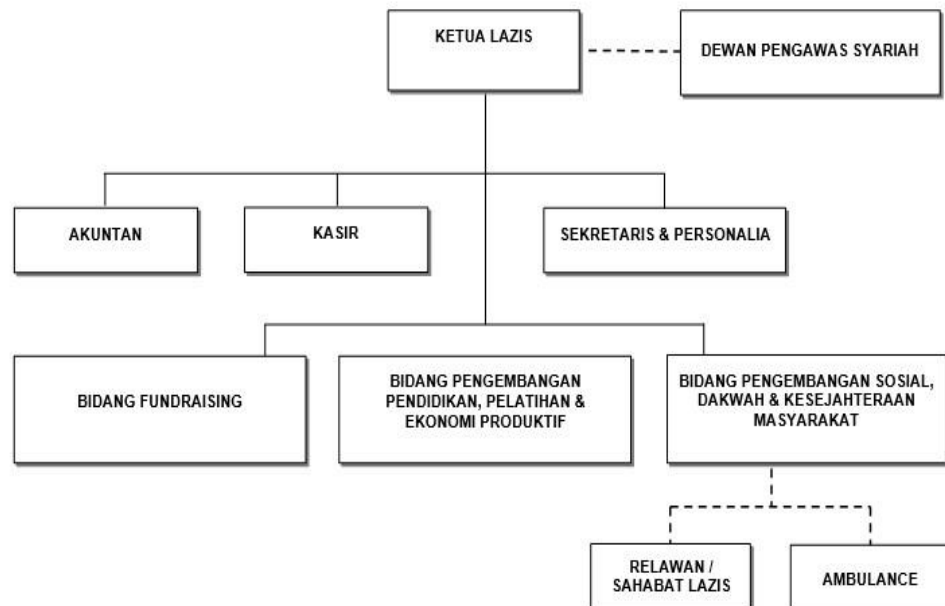 KETUA LAZIS
DEWAN PENGAWAS SYARIAH
AKUNTAN
KASIR
SEKRETARIS & PERSONALIA
BIDANG FUNDRAISING
BIDANG PENGEMBANGAN
PENDIDIKAN, PELATIHAN &
EKONOMI PRODUKTIF
BIDANG PENGEMBANGAN SOSIAL,
DAKWAH & KESEJAHTERAAN
MASYARAKAT
RELAWAN /
SAHABAT LAZIS
AMBULANCE